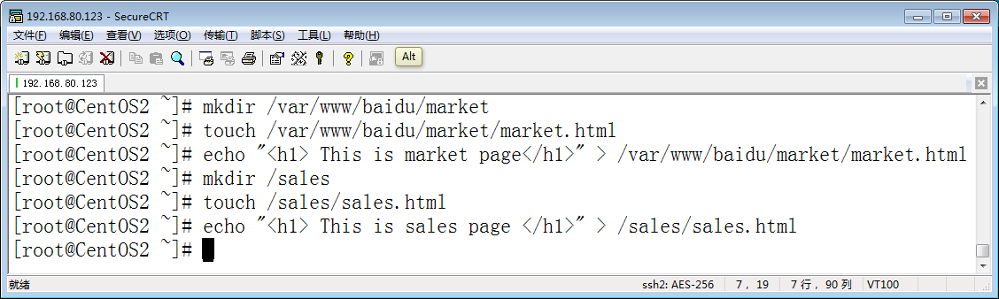 192.168.80.123 - SecureCRT
文件(F) 编辑(E) 查看(V) 选项(O) 传输(T) 脚本(S) 工具(L) 帮助(H)
Alt
192.168.80.123
[root@CentOS2 ~]# mkdir /var/www/baidu/market
[root@CentOS2 ~]# touch /var/www/baidu/market/market.html
[root@CentOS2 ~]# echo "<h1> This is market page</h1>" > /var/www/baidu/market/market.html
[root@CentOS2 ~]# mkdir /sales
[root@CentOS2 ~]# touch /sales/sales.html
[root@CentOS2 ~]# echo "<h1> This is sales page </h1>" > /sales/sales.html
[root@CentOS2 ~]#
就绪 ssh2: AES-256 7, 19 7 行, 90 列 VT100